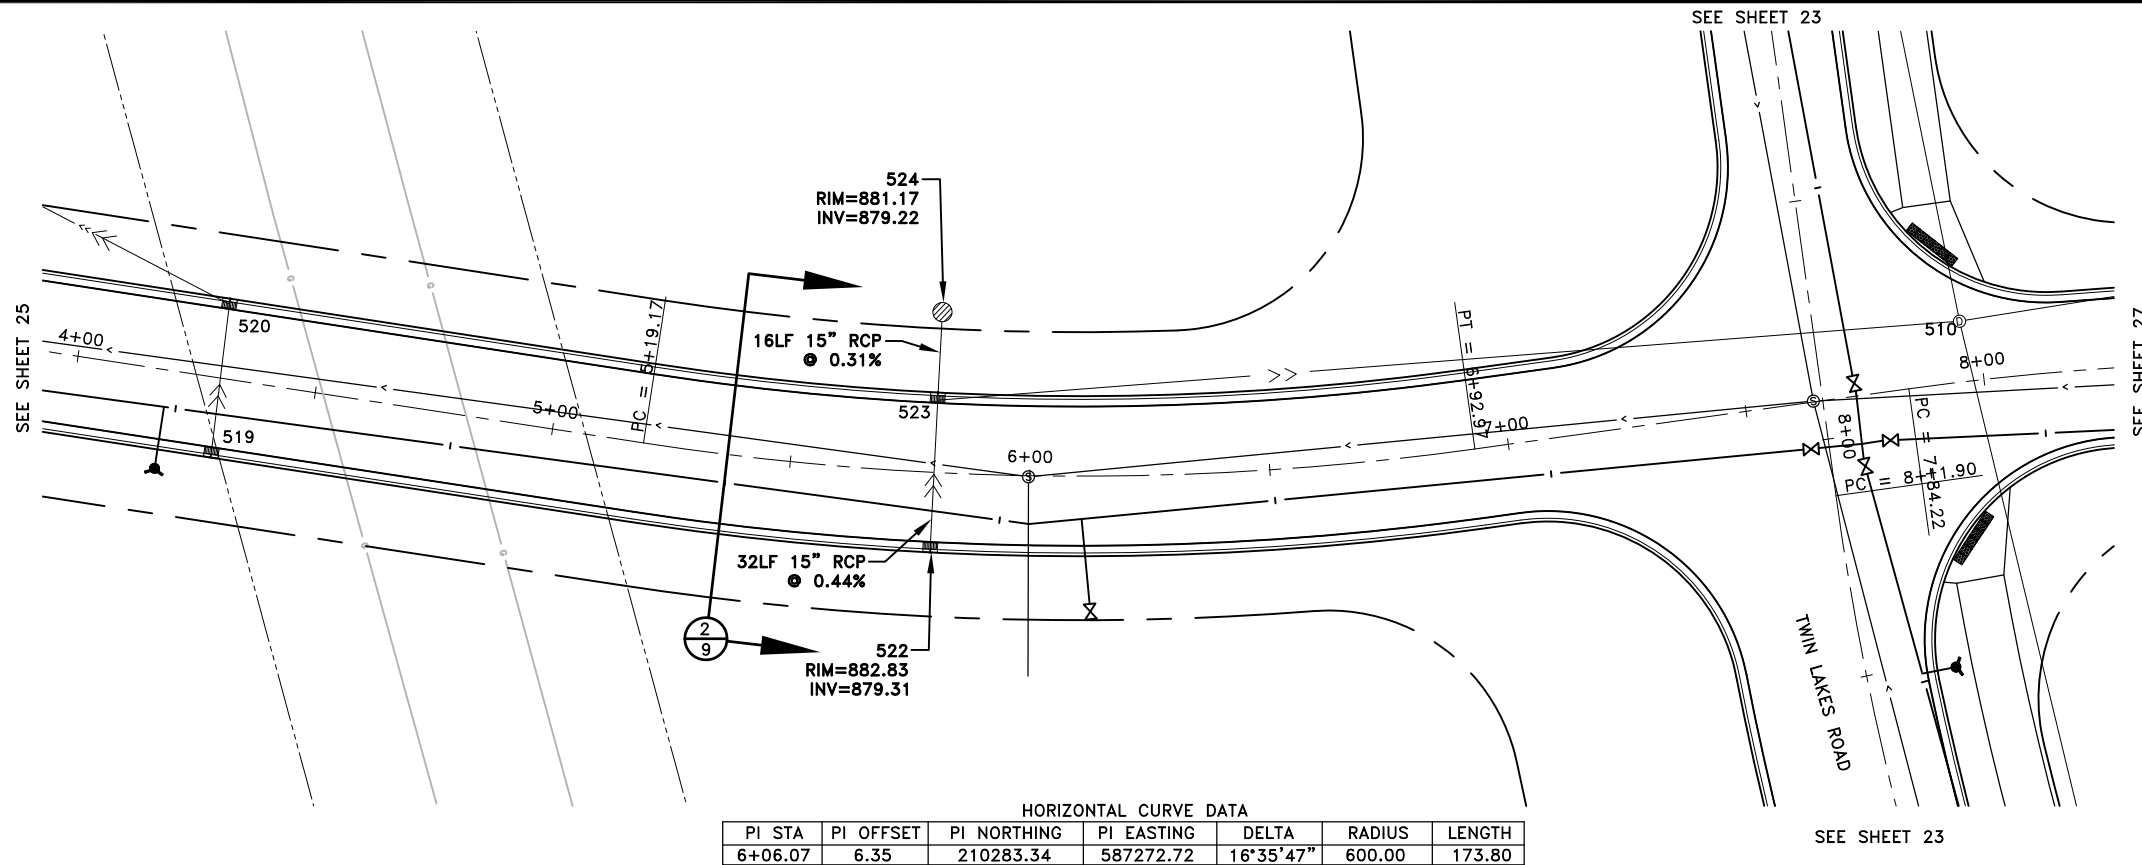 SEE SHEET 23
524
RIM=881.17
INV=879.22
SEE SHEET 25
SEE SHEET 27
520
4+00
PC = 5+19.17
16LF 15" RCP
@ 0.31%
PT = 6+92.97
510
8+00
5+00
519
523
7+00
6+00
8+00
PC = 7+84.22
PC = 8+11.90
32LF 15" RCP
@ 0.44%
2
9
522
RIM=882.83
INV=879.31
TWIN LAKES ROAD
HORIZONTAL CURVE DATA
PI STA PI OFFSET PI NORTHING PI EASTING DELTA RADIUS LENGTH
6+06.07 6.35 210283.34 587272.72 16°35'47" 600.00 173.80
SEE SHEET 23